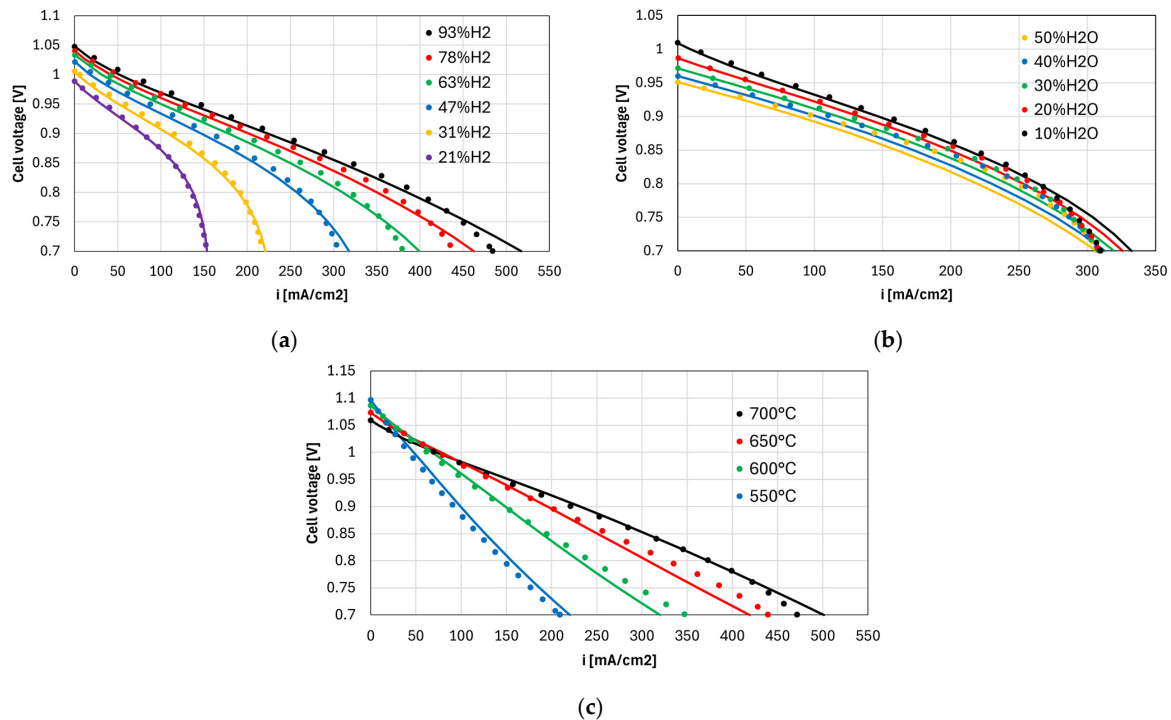 1.1
1.05
1
0.95
0.9
0.85
0.8
0.75
0.7
Cell voltage [V]
93%H2
78%H2
63%H2
47%H2
31%H2
21%H2
0 50 100 150 200 250 300 350 400 450 500 550
i [mA/cm2]
(a)
1.05
1
0.95
0.9
0.85
0.8
0.75
0.7
Cell voltage [V]
50%H2O
40%H2O
30%H2O
20%H2O
10%H2O
0 50 100 150 200 250 300 350
i [mA/cm2]
(b)
1.15
1.1
1.05
1
0.95
0.9
0.85
0.8
0.75
0.7
Cell voltage [V]
700°C
650°C
600°C
550°C
0 50 100 150 200 250 300 350 400 450 500 550
i [mA/cm2]
(c)